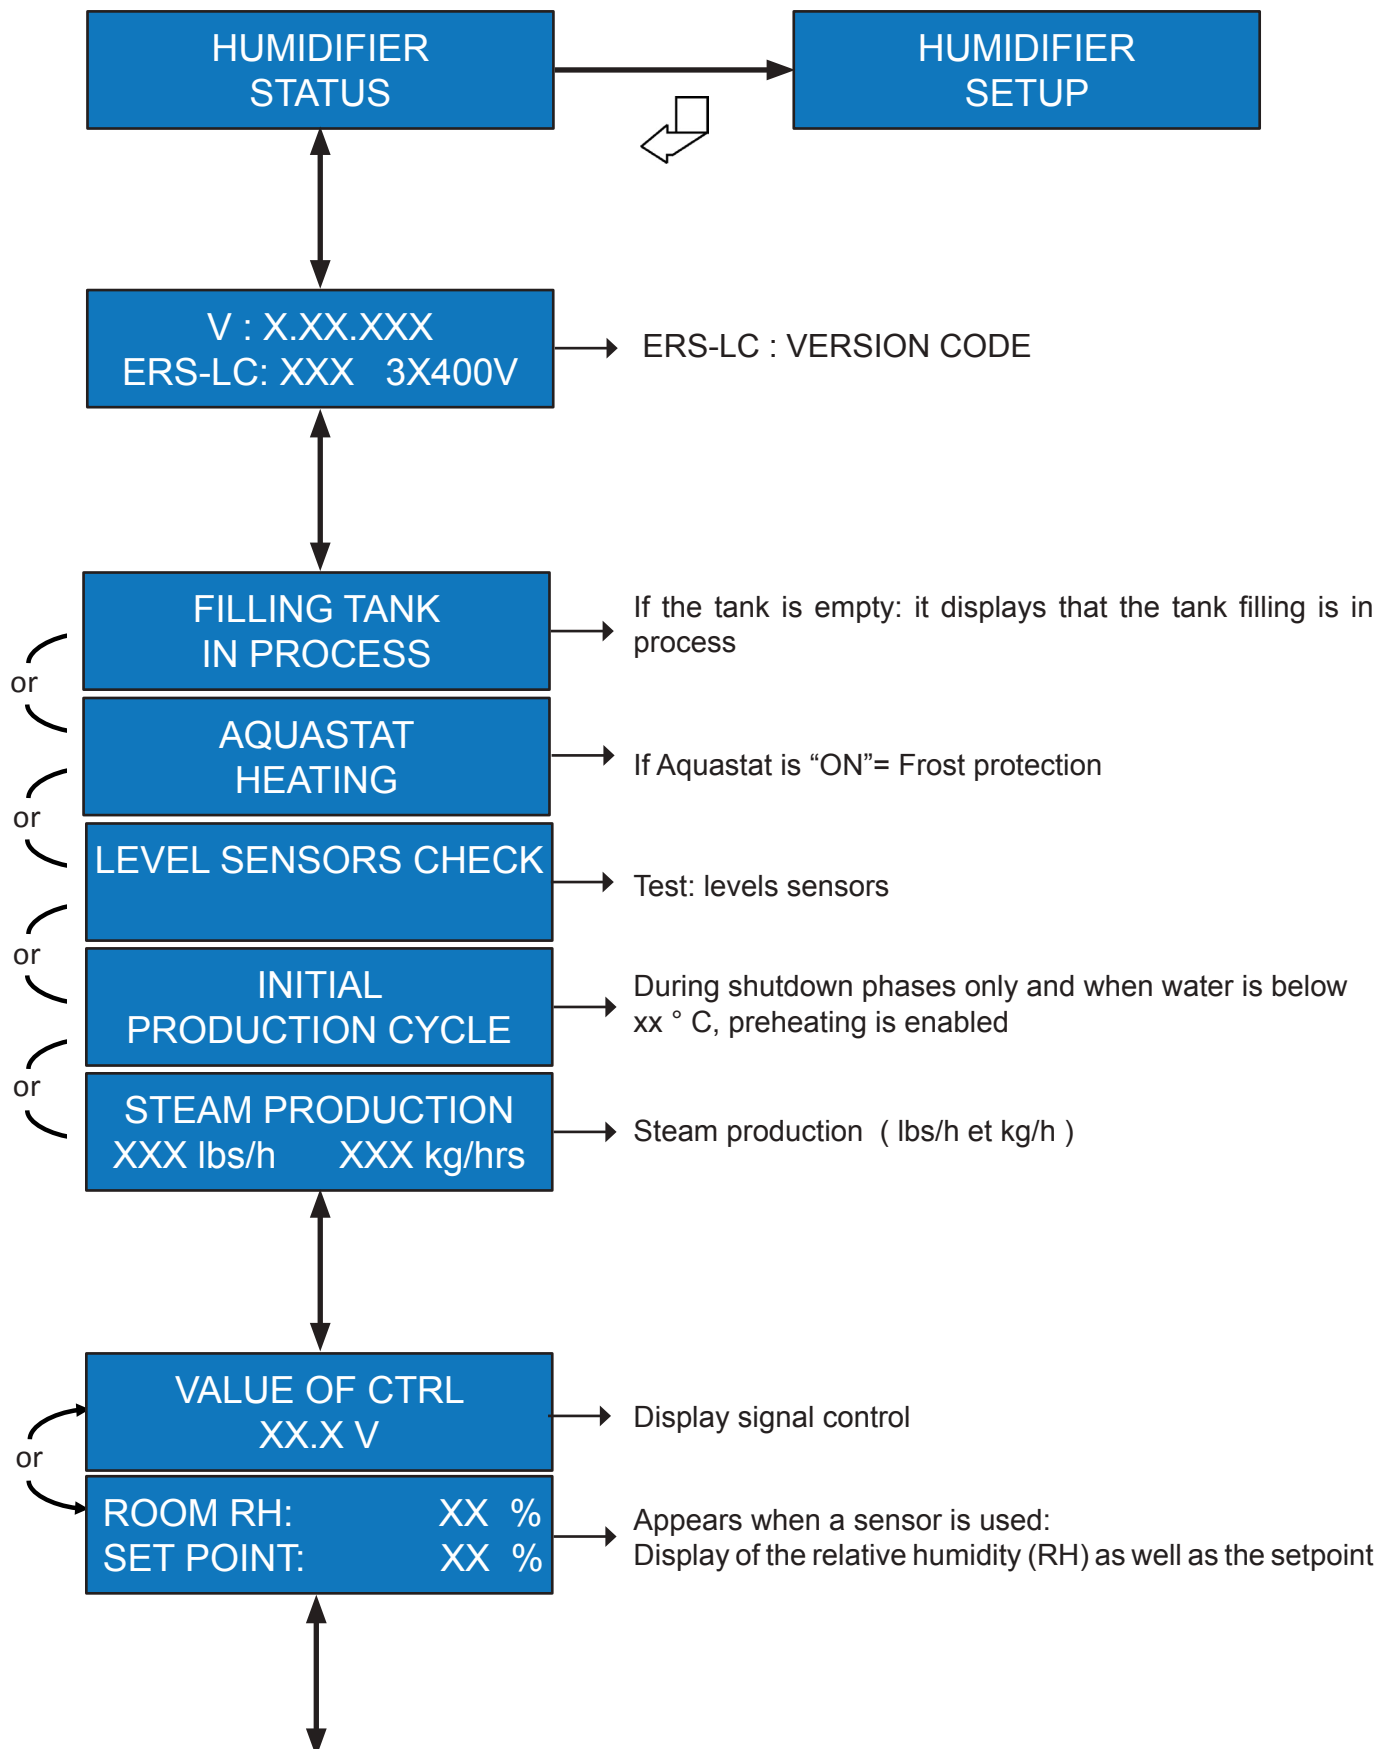 HUMIDIFIER
STATUS
HUMIDIFIER
SETUP
V : X.XX.XXX
ERS-LC: XXX 3X400V
ERS-LC : VERSION CODE
FILLING TANK
IN PROCESS
If the tank is empty: it displays that the tank filling is in
process
or
AQUASTAT
HEATING
If Aquastat is “ON”= Frost protection
or
LEVEL SENSORS CHECK
Test: levels sensors
or
INITIAL
PRODUCTION CYCLE
During shutdown phases only and when water is below
xx ° C, preheating is enabled
or
STEAM PRODUCTION
XXX lbs/h XXX kg/hrs
Steam production ( lbs/h et kg/h )
VALUE OF CTRL
XX.X V
Display signal control
or
ROOM RH: XX %
SET POINT: XX %
Appears when a sensor is used:
Display of the relative humidity (RH) as well as the setpoint